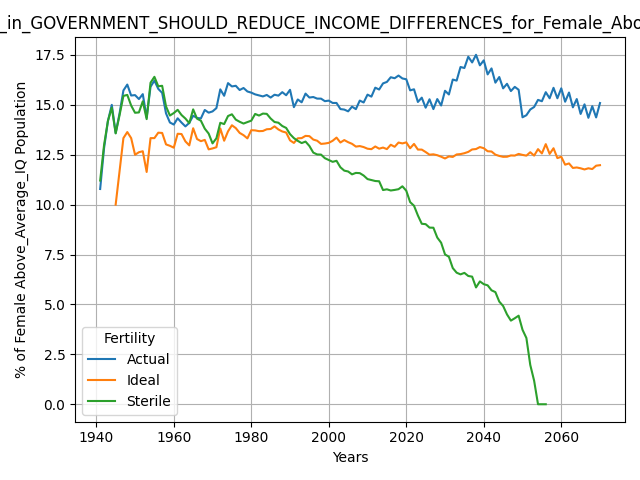 _in_GOVERNMENT_SHOULD_REDUCE_INCOME_DIFFERENCES_for_Female_Abo
% of Female Above_Average_IQ Population
17.5
15.0
12.5
10.0
7.5
5.0
2.5
0.0
Fertility
Actual
Ideal
Sterile
1940 1960 1980 2000 2020 2040 2060
Years